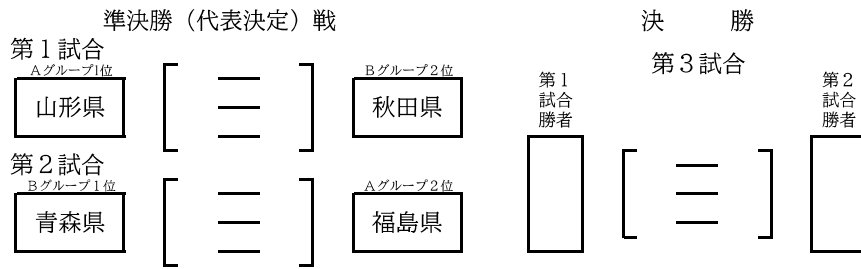 準決勝（代表決定）戦
第１試合
Aグループ1位
山形県
Bグループ２位
秋田県
第２試合
Bグループ１位
青森県
Aグループ２位
福島県
決　　勝
第３試合
第１
試合
勝者
第２
試合
勝者